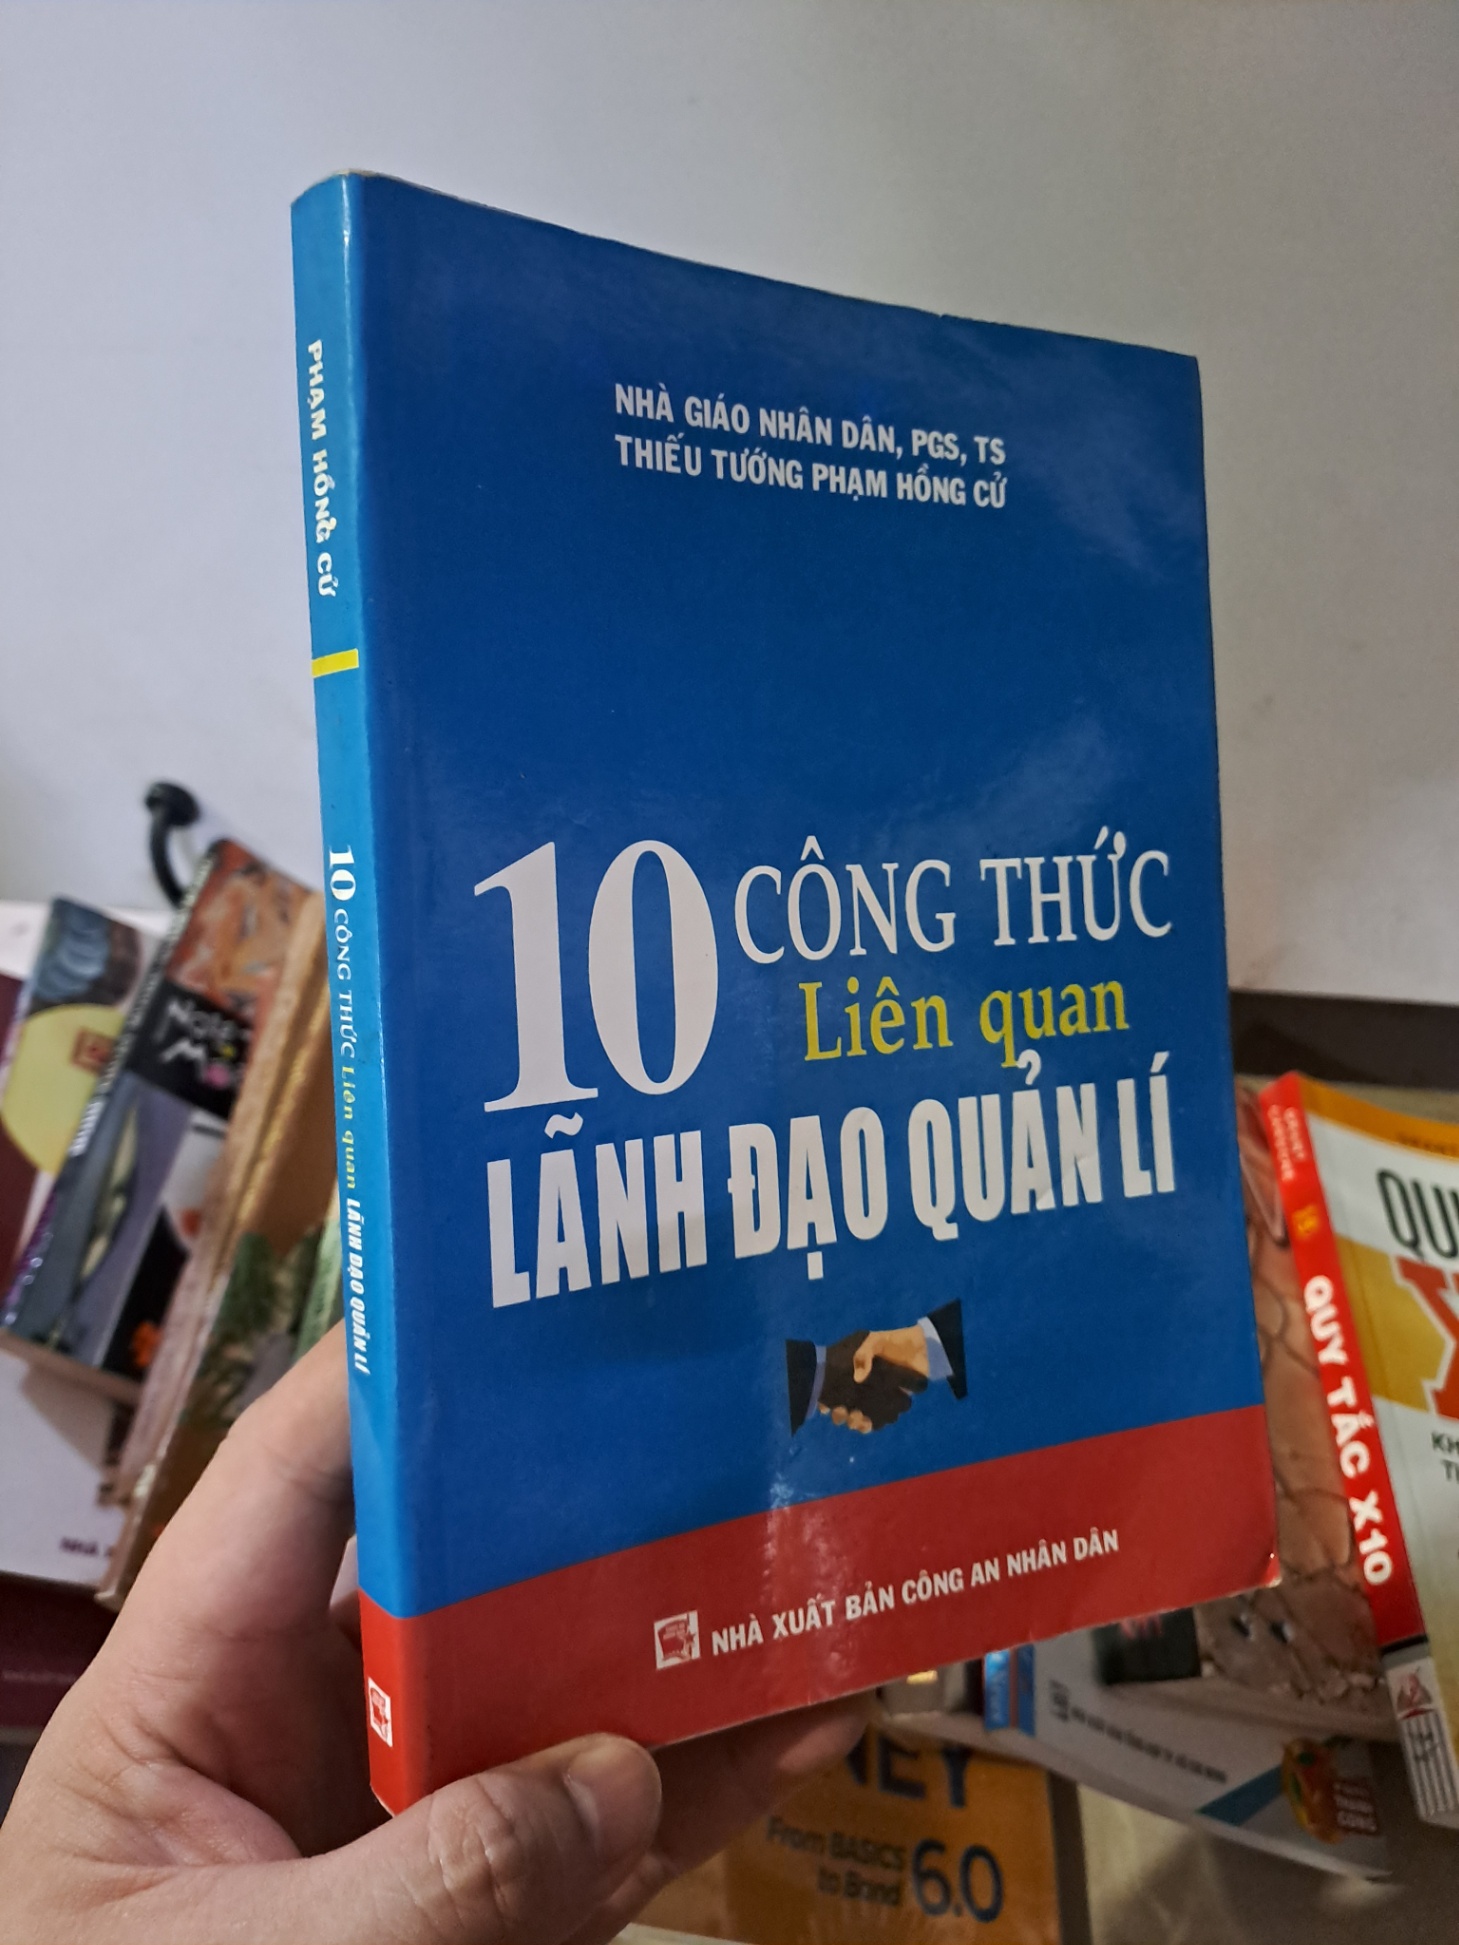 PHẠM HỒNG CỬ
10 CÔNG THỨC Liên quan LÃNH ĐẠO QUẢN LÍ
NHÀ GIÁO NHÂN DÂN, PGS, TS
THIẾU TƯỚNG PHẠM HỒNG CỬ
10 CÔNG THỨC
Liên quan
LÃNH ĐẠO QUẢN LÍ
NHÀ XUẤT BẢN CÔNG AN NHÂN DÂN
QUY TẮC X10
From BASICS
to Band 6.0